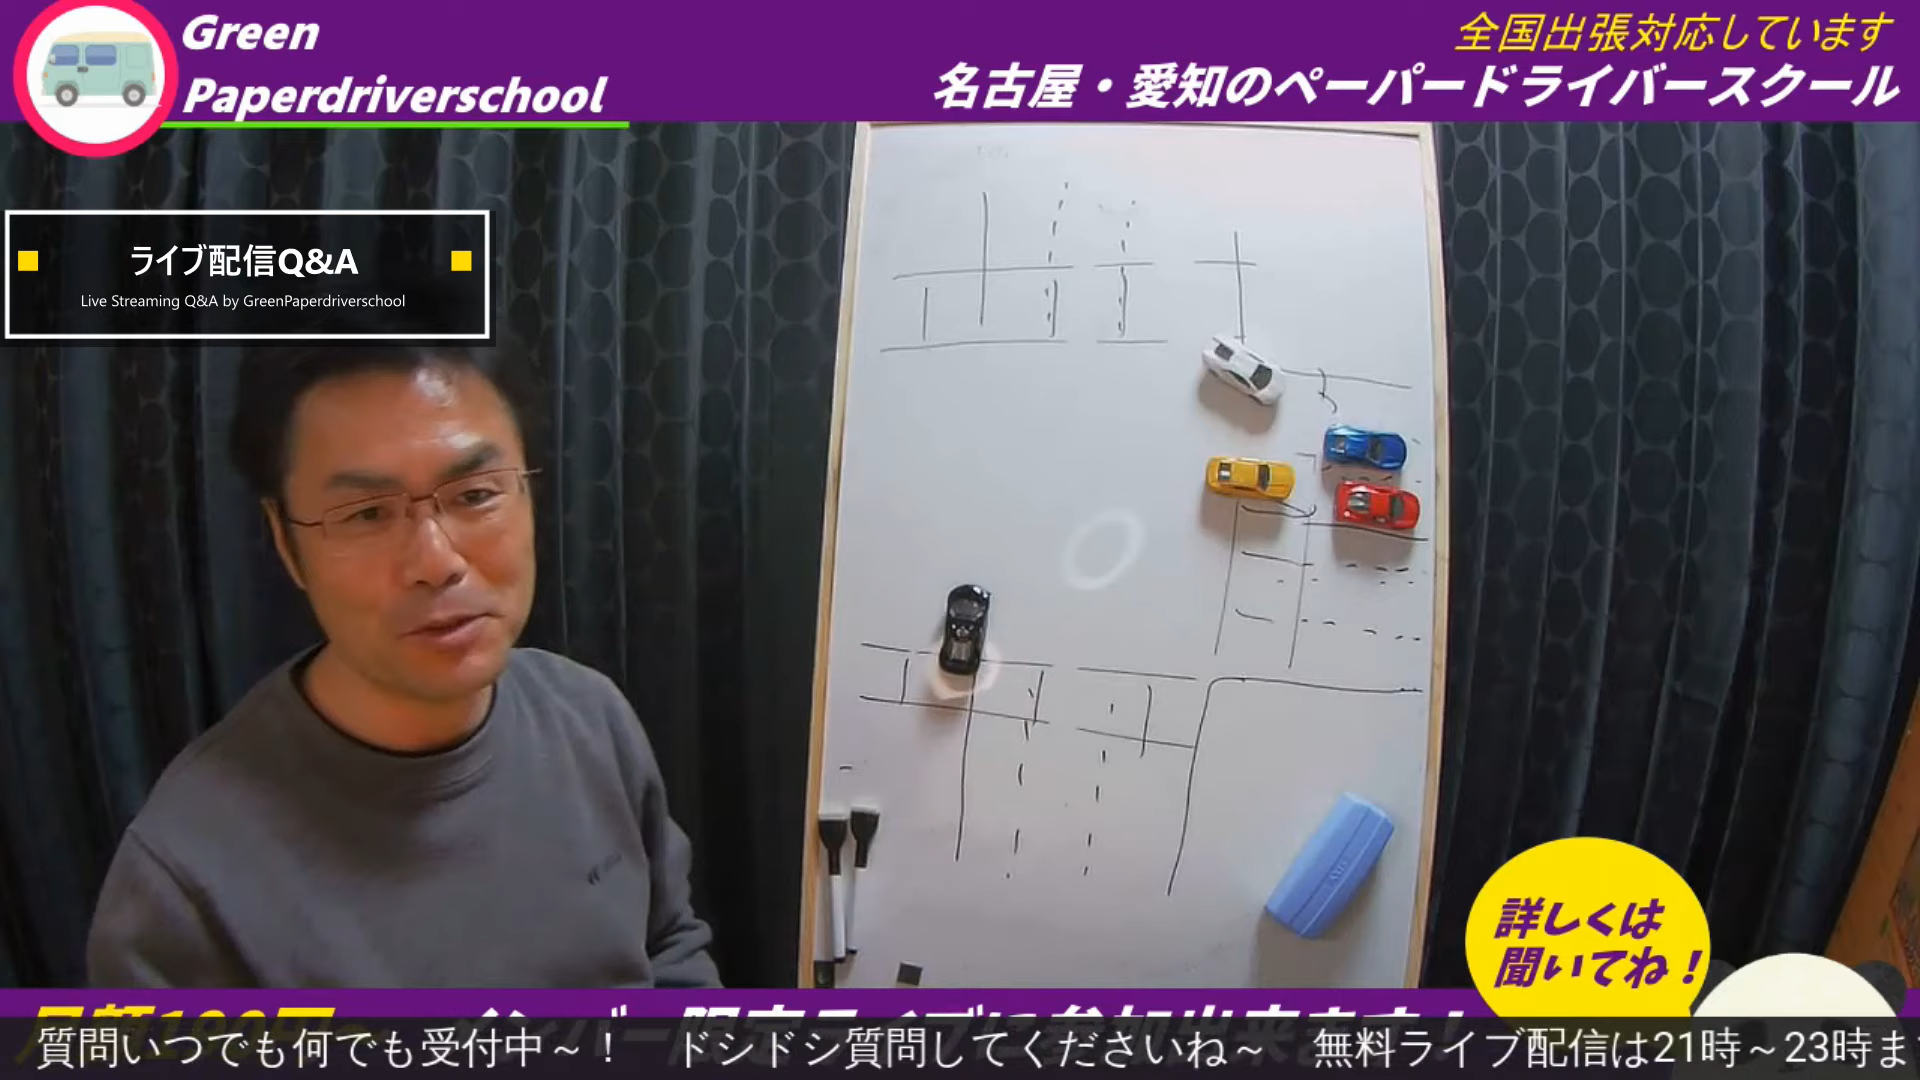 Green
Paperdriverschool
全国出張対応しています
名古屋・愛知のペーパードライバースクール
ライブ配信Q&A
Live Streaming Q&A by GreenPaperdriverschool
詳しくは
聞いてね！
質問いつでも何でも受付中～！ ドシドシ質問してくださいね～ 無料ライブ配信は21時～23時ま